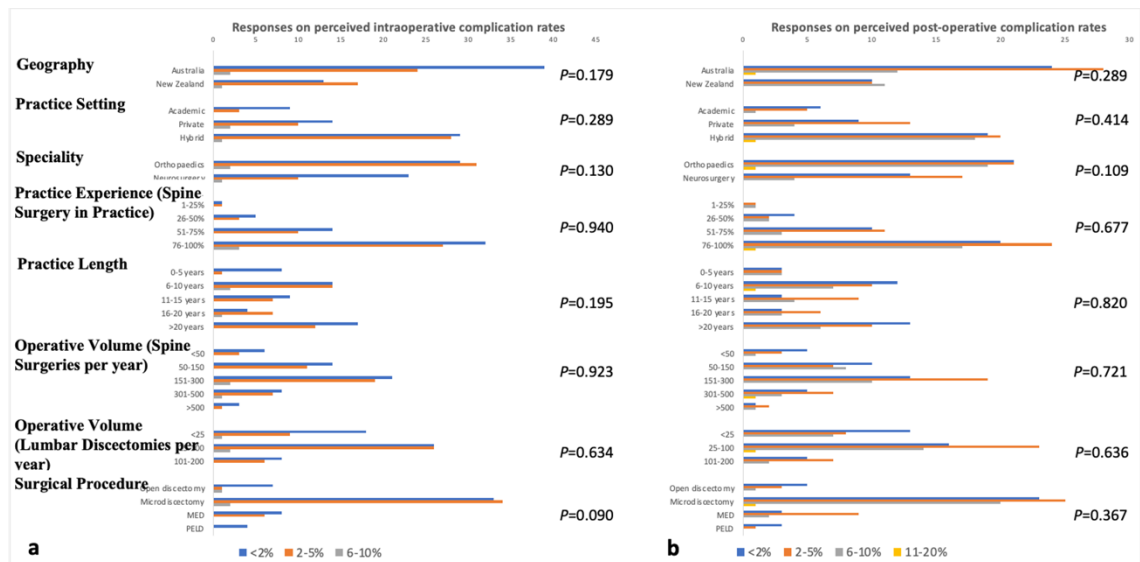 Responses on perceived intraoperative complication rates
0 5 10 15 20 25 30 35 40 45
Geography
Australia
New Zealand
P=0.179
Practice Setting
Academic
Private
Hybrid
P=0.289
Speciality
Orthopaedics
Neurosurgery
P=0.130
Practice Experience (Spine
Surgery in Practice)
1-25%
26-50%
51-75%
76-100%
P=0.940
Practice Length
0-5 years
6-10 years
11-15 years
16-20 years
>20 years
P=0.195
Operative Volume (Spine
Surgeries per year)
<50
50-150
151-300
301-500
>500
P=0.923
Operative Volume
(Lumbar Discectomies per
year)
<25
100
101-200
P=0.634
Surgical Procedure
Open discectomy
Microdiscectomy
MED
PELD
P=0.090
a
<2% 2-5% 6-10%
Responses on perceived post-operative complication rates
0 5 10 15 20 25 30
Australia
New Zealand
P=0.289
Academic
Private
Hybrid
P=0.414
Orthopaedics
Neurosurgery
P=0.109
1-25%
26-50%
51-75%
76-100%
P=0.677
0-5 years
6-10 years
11-15 years
16-20 years
>20 years
P=0.820
<50
50-150
151-300
301-500
>500
P=0.721
<25
25-100
101-200
P=0.636
Open discectomy
Microdiscectomy
MED
PELD
P=0.367
b
<2% 2-5% 6-10% 11-20%